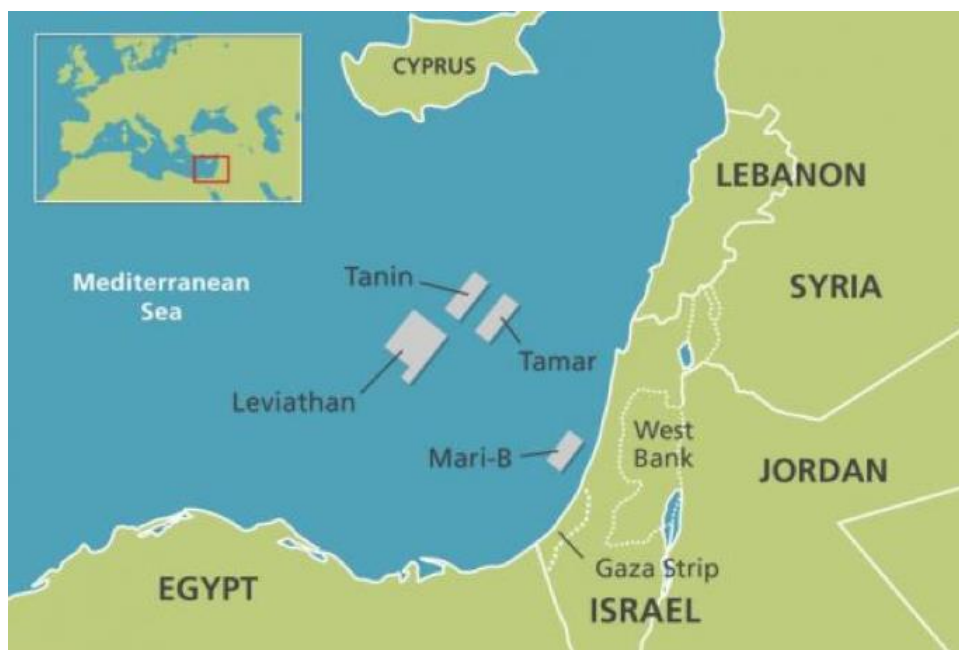 CYPRUS
LEBANON
Mediterranean
Sea
Tanin
SYRIA
Tamar
Leviathan
West
Bank
Mari-B
JORDAN
Gaza Strip
EGYPT
ISRAEL